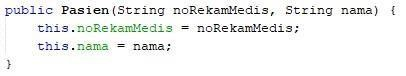 public Pasien(String noRekamMedis, String nama) {
    this.noRekamMedis = noRekamMedis;
    this.nama = nama;
}